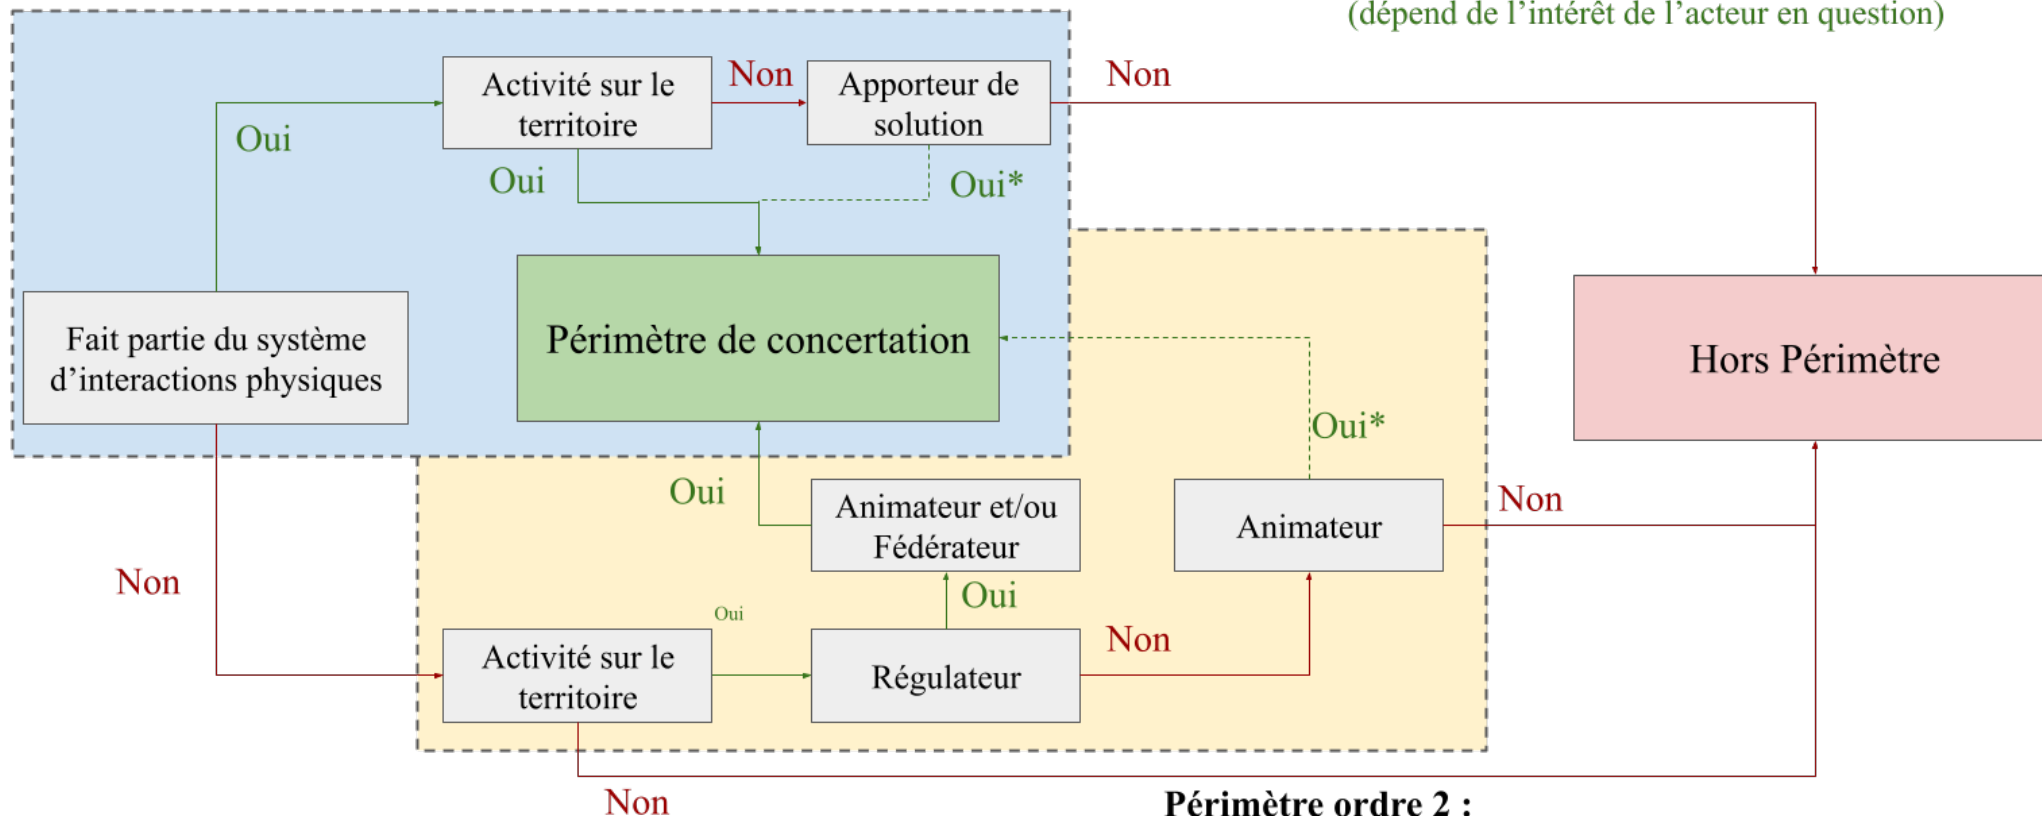 (dépend de l’intérêt de l’acteur en question)
Activité sur le
territoire
Non
Apporteur de
solution
Non
Oui
Oui
Oui*
Fait partie du système
d’interactions physiques
Périmètre de concertation
Hors Périmètre
Oui*
Oui
Animateur et/ou
Fédérateur
Animateur
Non
Non
Oui
Oui
Activité sur le
territoire
Régulateur
Non
Non
Périmètre ordre 2 :